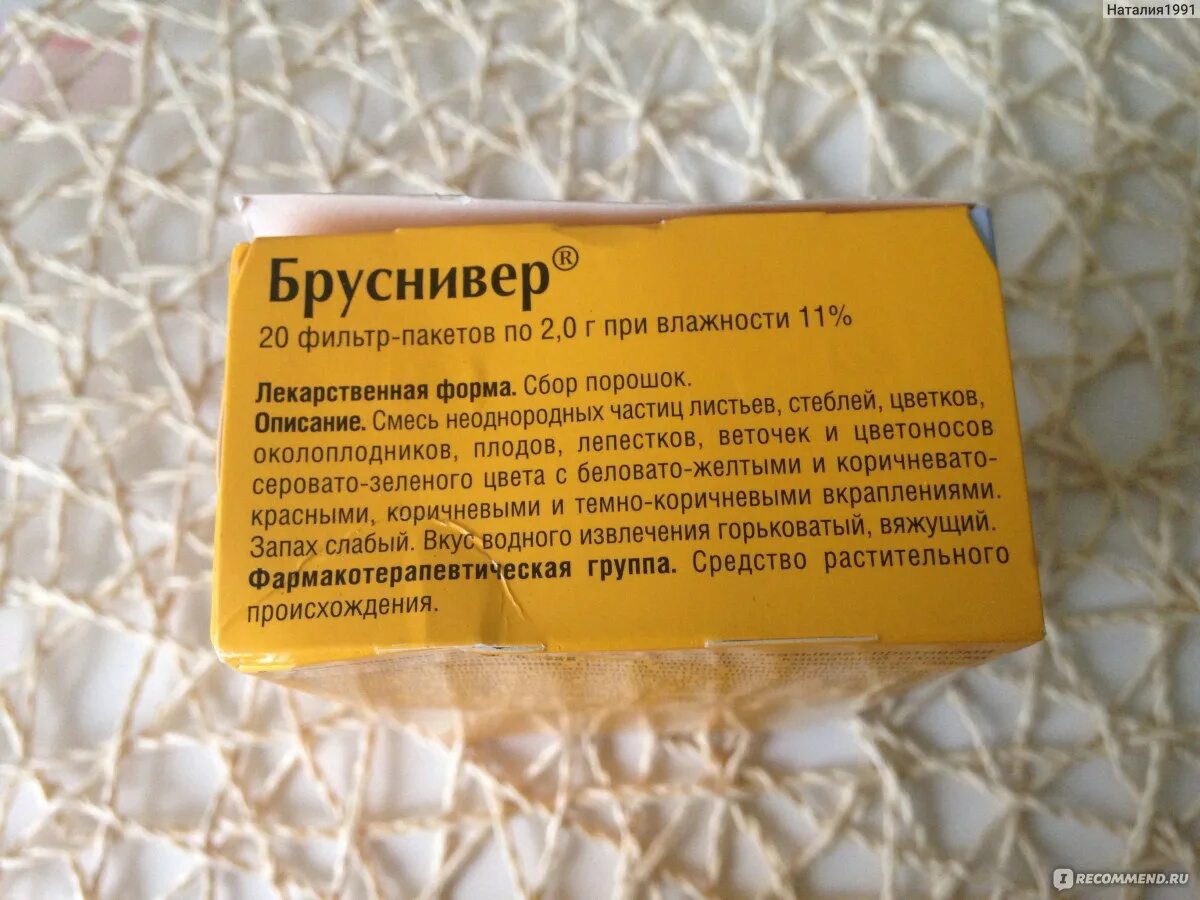 Наталия1991
Бруснивер®
20 фильтр-пакетов по 2,0 г при влажности 11%
Лекарственная форма. Сбор порошок.
Описание. Смесь неоднородных частиц листьев, стеблей, цветков,
околоплодников, плодов, лепестков, веточек и цветоносов
серовато-зеленого цвета с беловато-желтыми и коричневато-
красными, коричневыми и темно-коричневыми вкраплениями.
Запах слабый. Вкус водного извлечения горьковатый, вяжущий.
Фармакотерапевтическая группа. Средство растительного
происхождения.
IRECOMMEND.RU